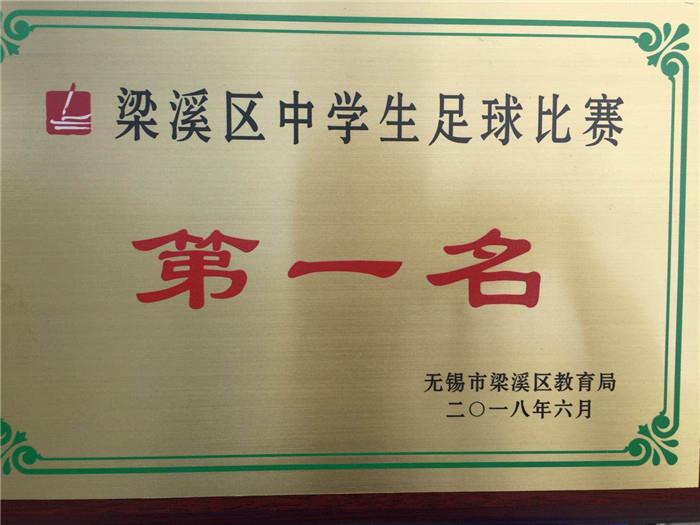 梁溪区中学生足球比赛
第一名
无锡市梁溪区教育局
二〇一八年六月